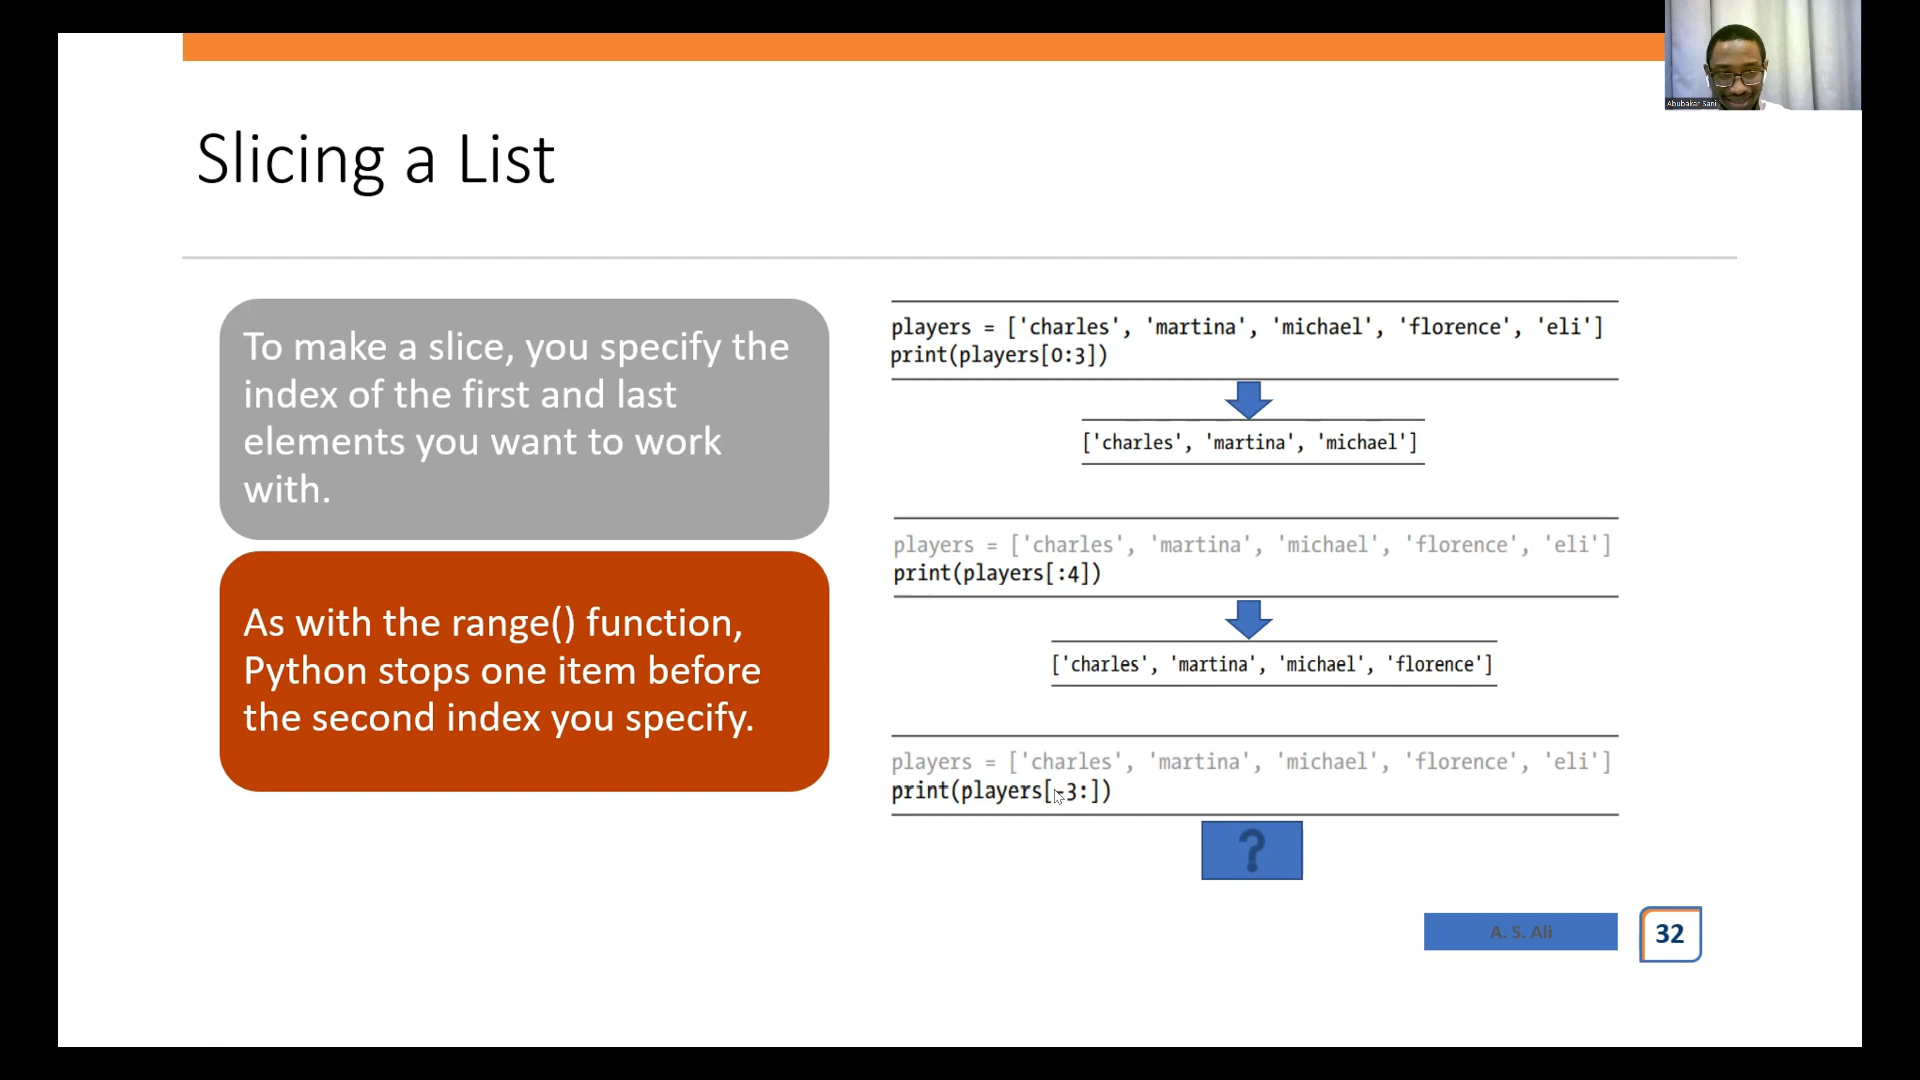 Abubakar Sani
Slicing a List
To make a slice, you specify the
index of the first and last
elements you want to work
with.
As with the range() function,
Python stops one item before
the second index you specify.
players = ['charles', 'martina', 'michael', 'florence', 'eli']
print(players[0:3])
['charles', 'martina', 'michael']
players = ['charles', 'martina', 'michael', 'florence', 'eli']
print(players[:4])
['charles', 'martina', 'michael', 'florence']
players = ['charles', 'martina', 'michael', 'florence', 'eli']
print(players[-3:])
?
A. S. Ali
32